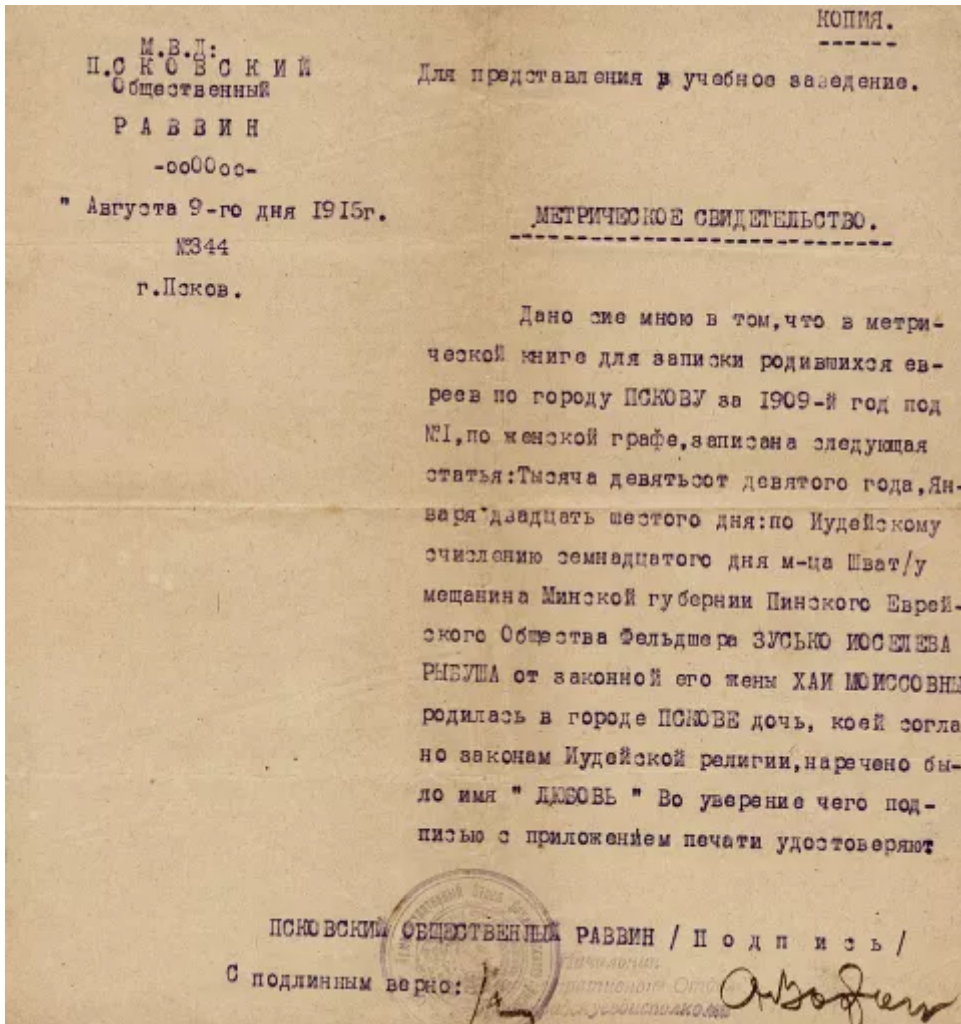 КОПИЯ.
М.В.Д:
ПСКОВСКИЙ
Общественный
РАВВИН
-ооООоо-
" Августа 9-го дня 1915г.
№344
г.Псков.
Для представления в учебное заведение.
МЕТРИЧЕСКОЕ СВИДЕТЕЛЬСТВО.
Дано сие мною в том,что в метри-
ческой книге для записки родившихся ев-
реев по городу ПСКОВУ за 1909-й год под
№1,по женской графе,записана следующая
статья:Тысяча девятьсот девятого года,Ян-
варя двадцать шестого дня:по Иудейскому
счислению семнадцатого дня м-ца Шват/у
мещанина Минской губернии Пинского Еврей-
ского Общества Фельдшера ЗУСЬКО ИОСЕЛЕВА
РЫБУША от законной его жены ХАИ МОИССОВНЫ
родилась в городе ПСКОВЕ дочь, коей согла
но законам Иудейской религии,наречено бы-
ло имя " ЛЮБОВЬ " Во уверение чего под-
писью с приложением печати удостоверяют
ПСКОВСКИЙ ОБЩЕСТВЕННЫЙ РАВВИН / Подпись/
С подлинным верно: